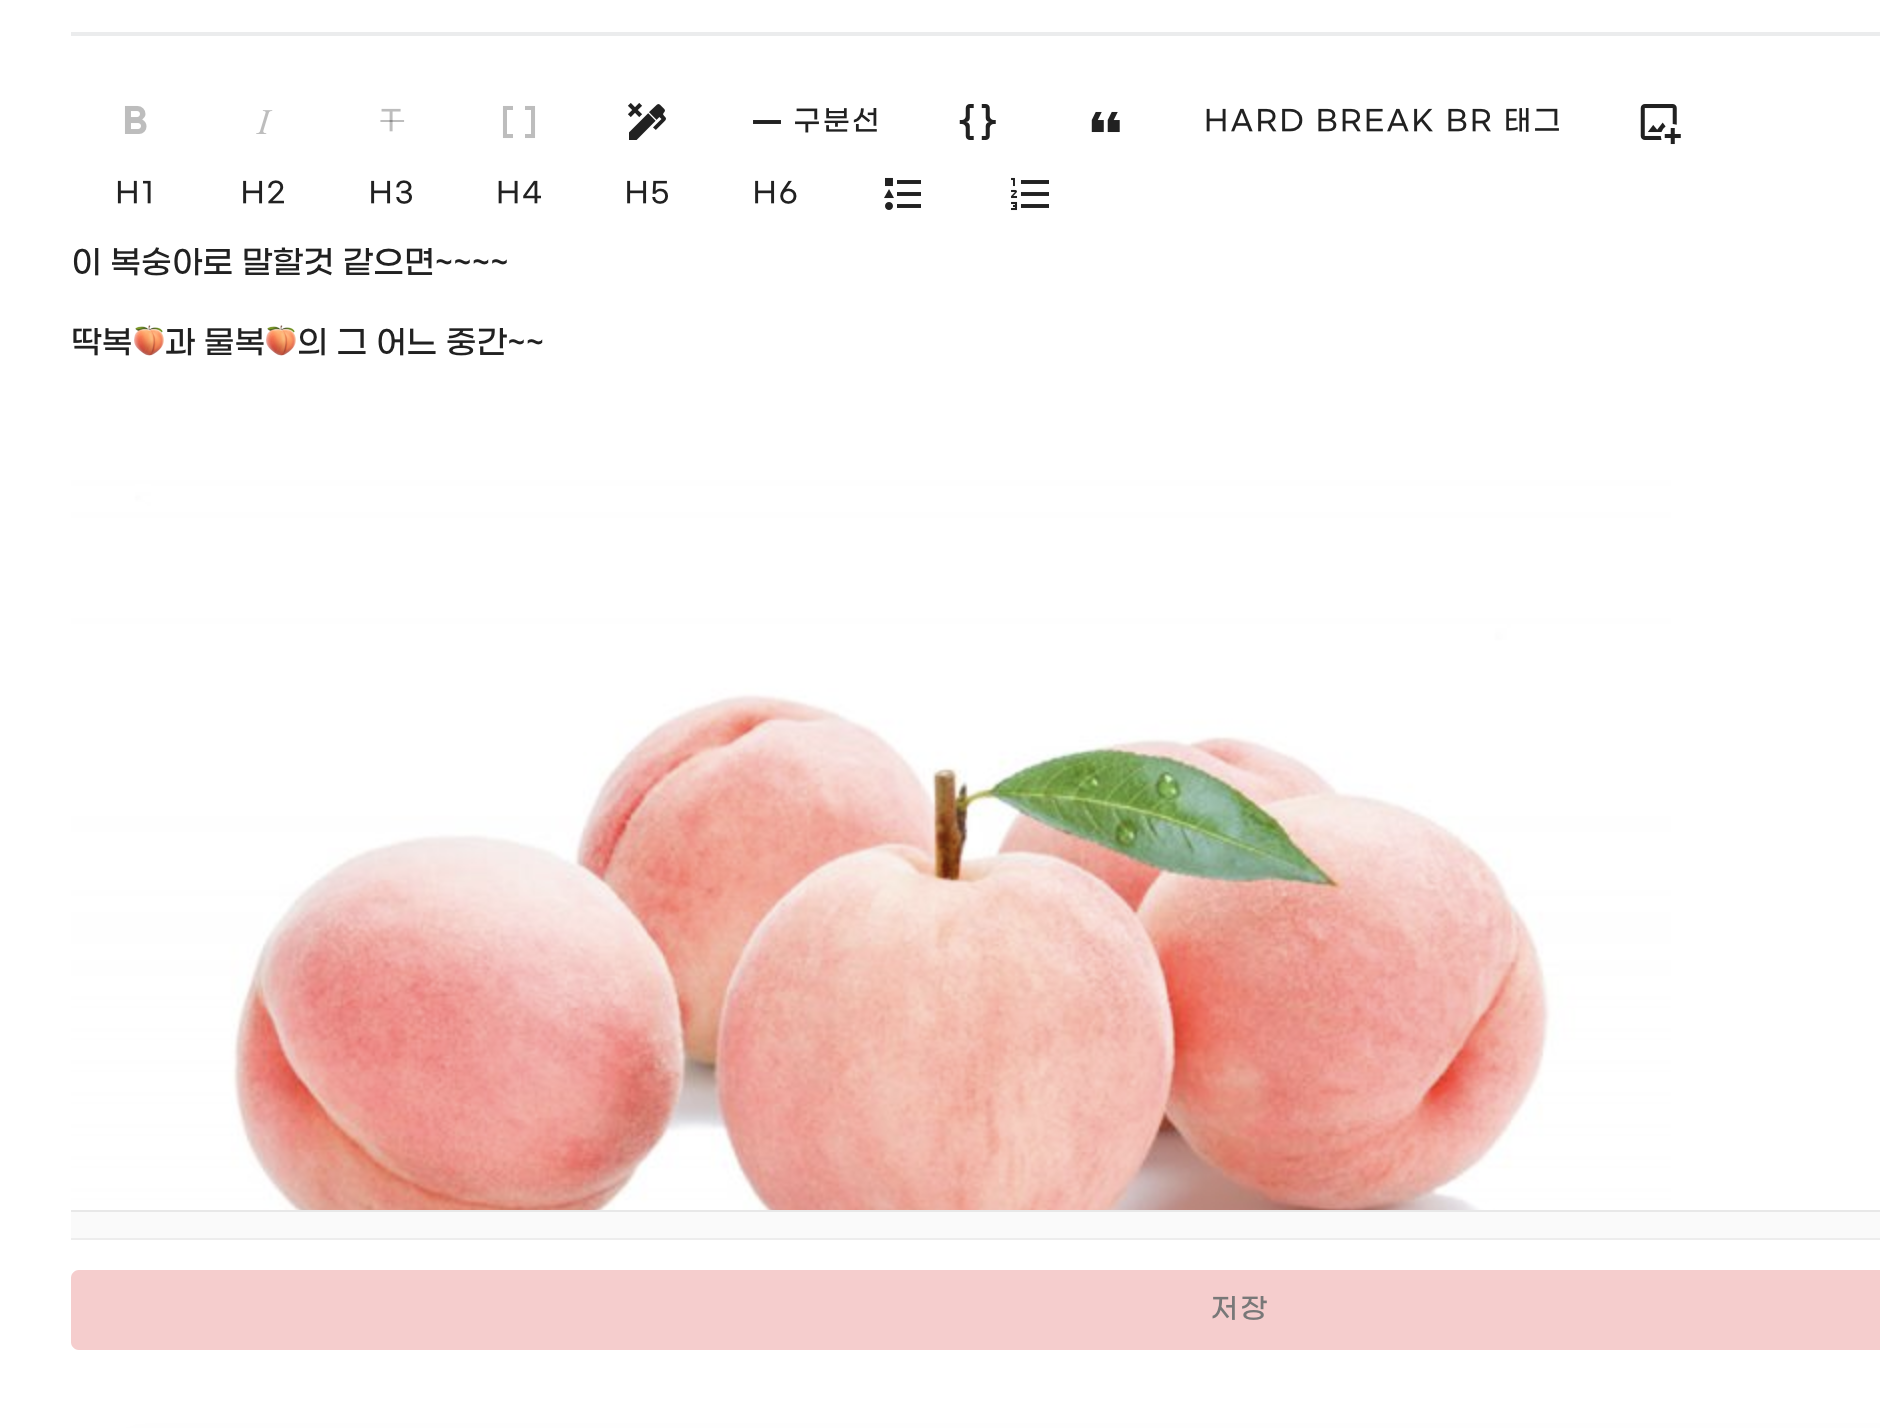 B I T [ ] — 구분선 {} ❝ HARD BREAK BR 태그
H1 H2 H3 H4 H5 H6
이 복숭아로 말할것 같으면~~~~
딱복🍑과 물복🍑의 그 어느 중간~~
저장